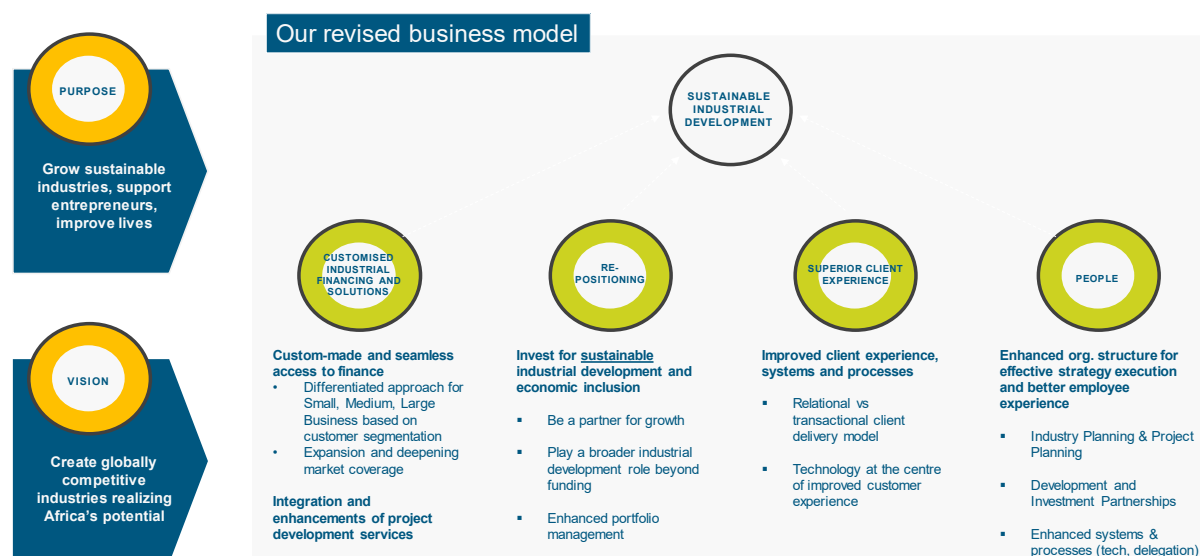 Our revised business model
PURPOSE
Grow sustainable
industries, support
entrepreneurs,
improve lives
VISION
Create globally
competitive
industries realizing
Africa's potential
SUSTAINABLE
INDUSTRIAL
DEVELOPMENT
CUSTOMISED
INDUSTRIAL
FINANCING AND
SOLUTIONS
Custom-made and seamless
access to finance
• Differentiated approach for
Small, Medium, Large
Business based on
customer segmentation
• Expansion and deepening
market coverage
Integration and
enhancements of project
development services
RE-
POSITIONING
Invest for sustainable
industrial development and
economic inclusion
▪ Be a partner for growth
▪ Play a broader industrial
development role beyond
funding
▪ Enhanced portfolio
management
SUPERIOR CLIENT
EXPERIENCE
Improved client experience,
systems and processes
▪ Relational vs
transactional client
delivery model
▪ Technology at the centre
of improved customer
experience
PEOPLE
Enhanced org. structure for
effective strategy execution
and better employee
experience
▪ Industry Planning & Project
Planning
▪ Development and
Investment Partnerships
▪ Enhanced systems &
processes (tech, delegation)